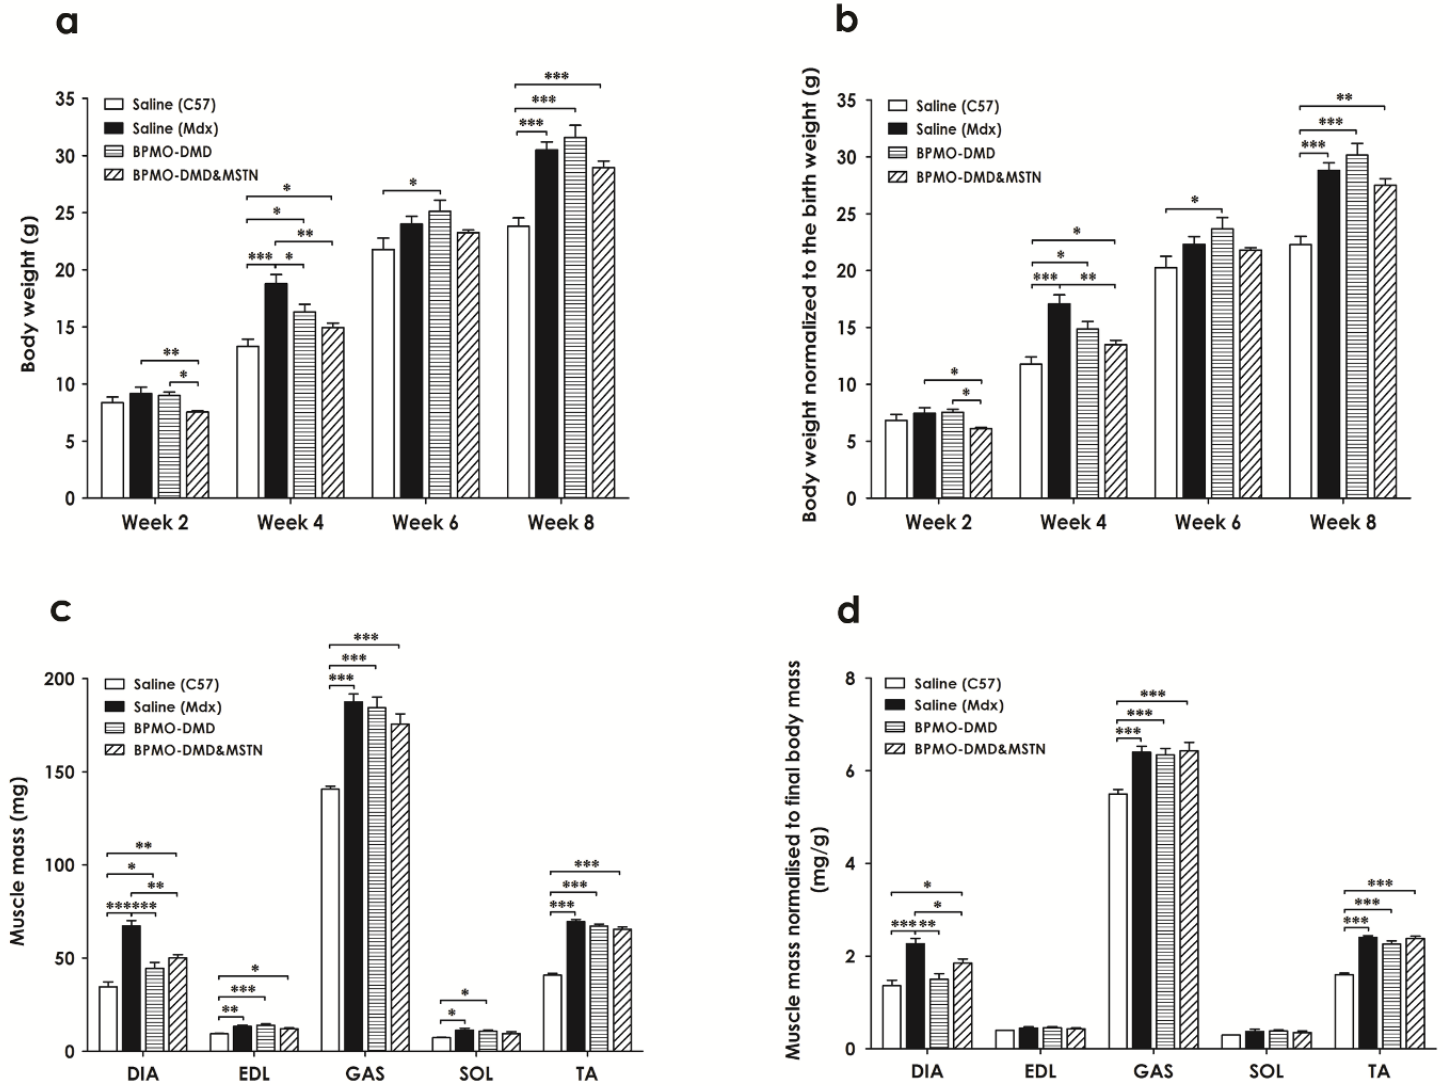 a
Body weight (g)
35
30
25
20
15
10
5
0
Saline (C57)
Saline (Mdx)
BPMO-DMD
BPMO-DMD&MSTN
**
*
*
*
**
*** *
*
***
***
***
Week 2
Week 4
Week 6
Week 8
b
Body weight normalized to the birth weight (g)
35
30
25
20
15
10
5
0
Saline (C57)
Saline (Mdx)
BPMO-DMD
BPMO-DMD&MSTN
*
*
*
*
*** **
*
**
***
***
Week 2
Week 4
Week 6
Week 8
c
Muscle mass (mg)
200
150
100
50
0
Saline (C57)
Saline (Mdx)
BPMO-DMD
BPMO-DMD&MSTN
**
*
**
******
*
***
**
***
***
***
*
*
***
***
***
DIA
EDL
GAS
SOL
TA
d
Muscle mass normalised to final body mass
(mg/g)
8
6
4
2
0
Saline (C57)
Saline (Mdx)
BPMO-DMD
BPMO-DMD&MSTN
*
*
*****
***
***
***
***
***
***
DIA
EDL
GAS
SOL
TA